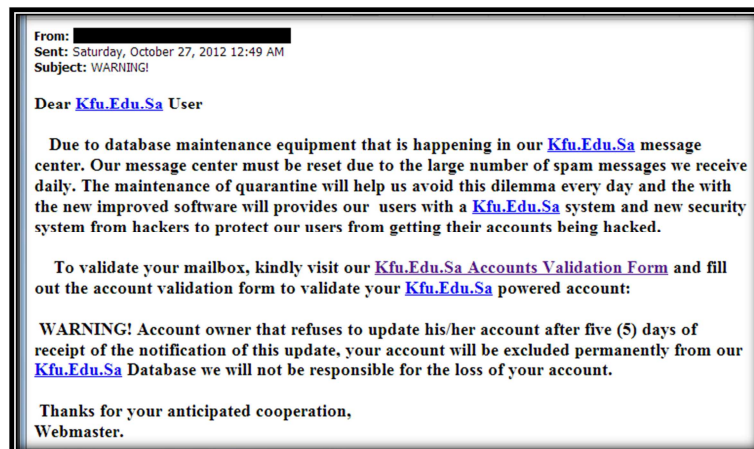 From:
Sent: Saturday, October 27, 2012 12:49 AM
Subject: WARNING!
Dear Kfu.Edu.Sa User
Due to database maintenance equipment that is happening in our Kfu.Edu.Sa message
center. Our message center must be reset due to the large number of spam messages we receive
daily. The maintenance of quarantine will help us avoid this dilemma every day and the with
the new improved software will provides our users with a Kfu.Edu.Sa system and new security
system from hackers to protect our users from getting their accounts being hacked.
To validate your mailbox, kindly visit our Kfu.Edu.Sa Accounts Validation Form and fill
out the account validation form to validate your Kfu.Edu.Sa powered account:
WARNING! Account owner that refuses to update his/her account after five (5) days of
receipt of the notification of this update, your account will be excluded permanently from our
Kfu.Edu.Sa Database we will not be responsible for the loss of your account.
Thanks for your anticipated cooperation,
Webmaster.